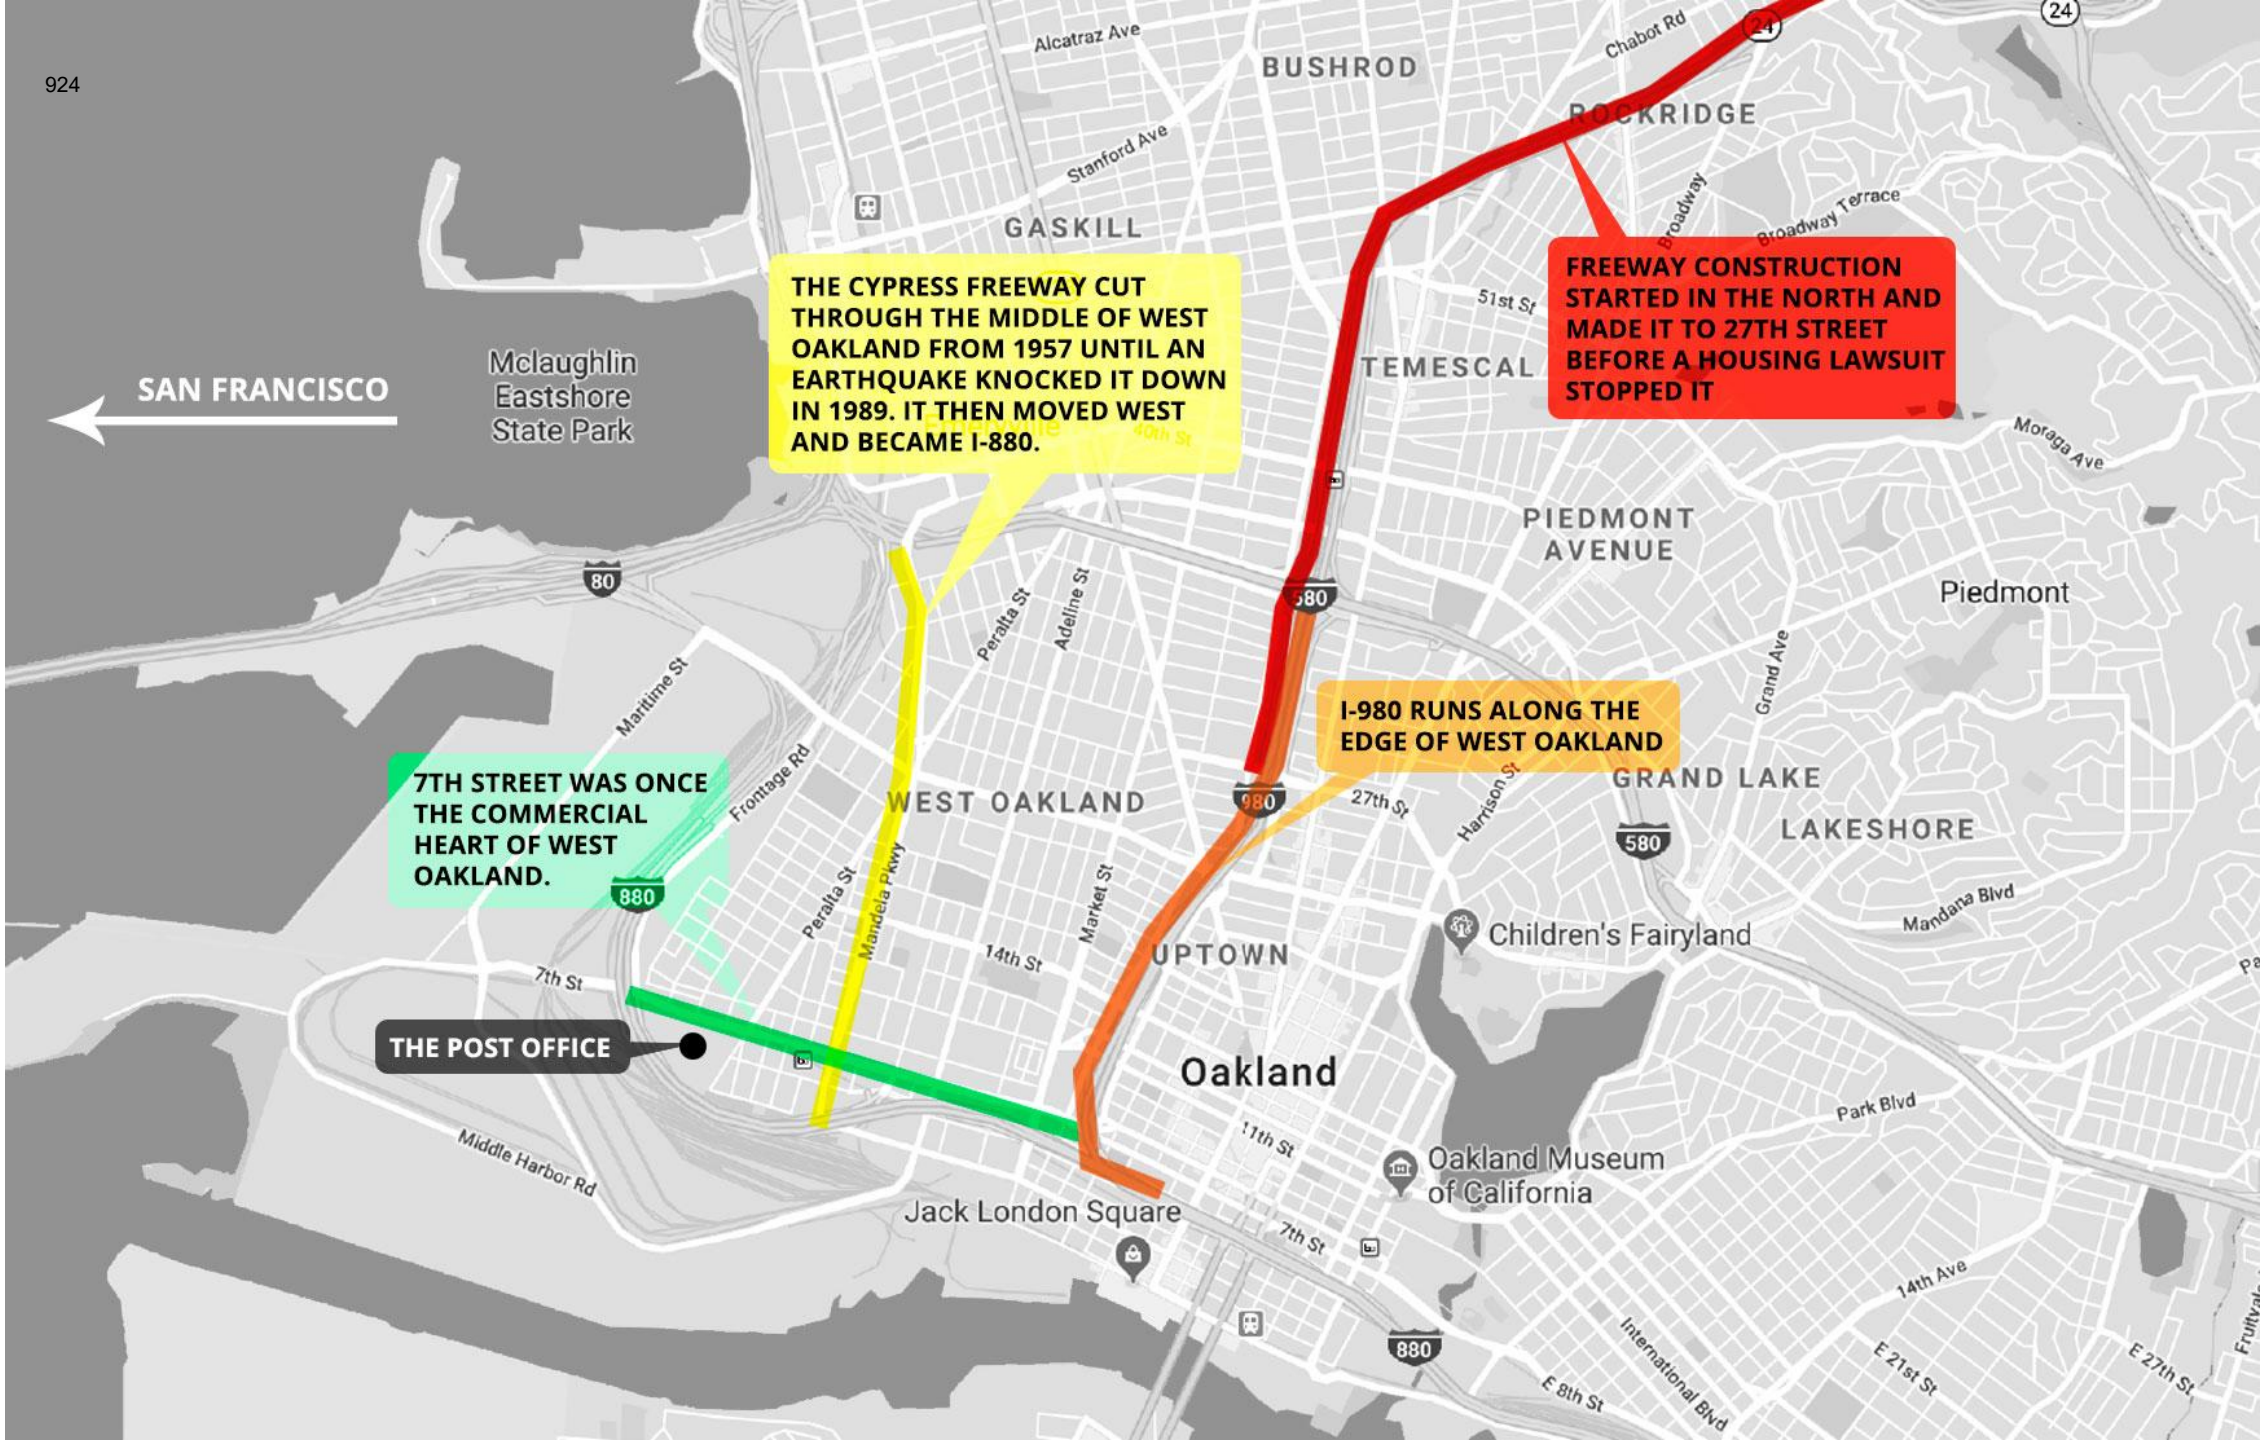 924
24
24
Alcatraz Ave
Chabot Rd
BUSHROD
ROCKRIDGE
Stanford Ave
Broadway
Broadway Terrace
GASKILL
THE CYPRESS FREEWAY CUT
THROUGH THE MIDDLE OF WEST
OAKLAND FROM 1957 UNTIL AN
EARTHQUAKE KNOCKED IT DOWN
IN 1989. IT THEN MOVED WEST
AND BECAME I-880.
Emeryville
40th St
FREEWAY CONSTRUCTION
STARTED IN THE NORTH AND
MADE IT TO 27TH STREET
BEFORE A HOUSING LAWSUIT
STOPPED IT
51st St
TEMESCAL
Mclaughlin
Eastshore
State Park
SAN FRANCISCO
Moraga Ave
PIEDMONT
AVENUE
Piedmont
80
580
Peralta St
Adeline St
Maritime St
Grand Ave
I-980 RUNS ALONG THE
EDGE OF WEST OAKLAND
Frontage Rd
7TH STREET WAS ONCE
THE COMMERCIAL
HEART OF WEST
OAKLAND.
880
WEST OAKLAND
980
27th St
Harrison St
GRAND LAKE
LAKESHORE
580
Peralta St
Mandela Pkwy
Market St
14th St
UPTOWN
Children's Fairyland
Mandana Blvd
7th St
THE POST OFFICE
Oakland
Park Blvd
11th St
Oakland Museum
of California
Middle Harbor Rd
Jack London Square
7th St
14th Ave
880
E 8th St
International Blvd
E 21st St
E 27th St